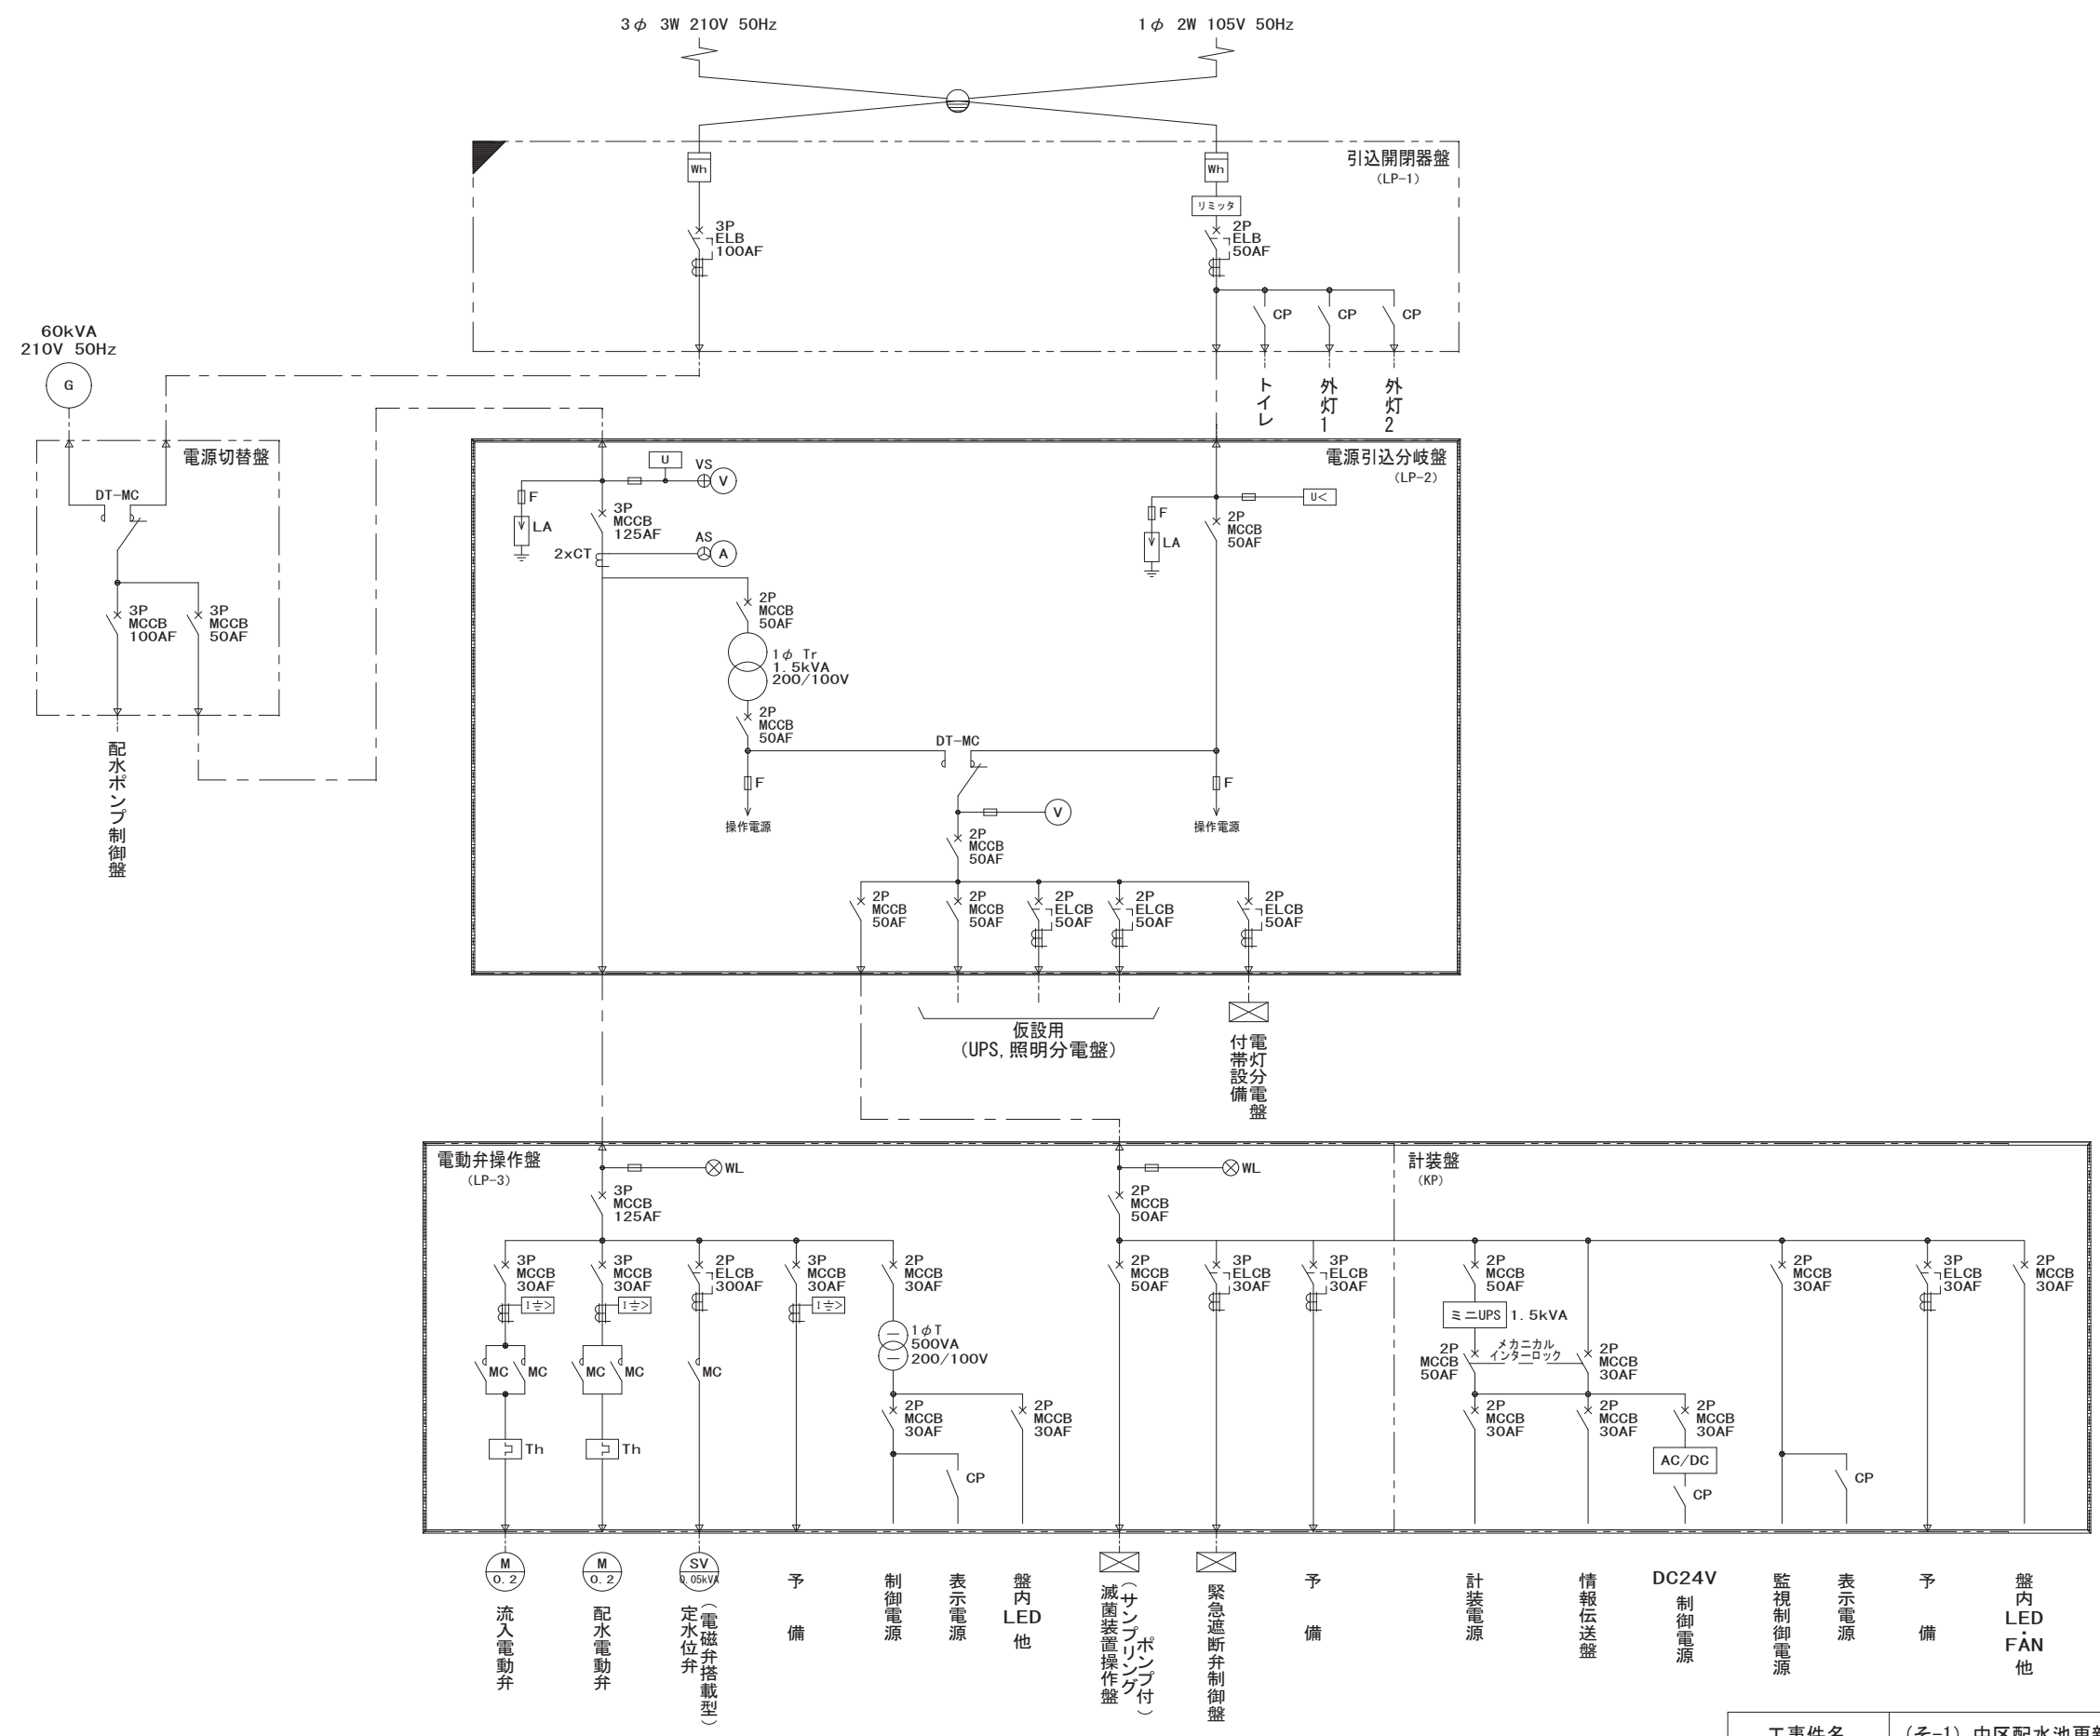 3φ 3W 210V 50Hz
1φ 2W 105V 50Hz
引込開閉器盤
(LP-1)
Wh
Wh
リミッタ
3P
ELB
100AF
2P
ELB
50AF
CP
CP
CP
トイレ
外灯1
外灯2
60kVA
210V 50Hz
G
電源切替盤
DT-MC
3P
MCCB
100AF
3P
MCCB
50AF
配水ポンプ制御盤
電源引込分岐盤
(LP-2)
U
VS
V
F
LA
3P
MCCB
125AF
2xCT
AS
A
U<
F
LA
2P
MCCB
50AF
2P
MCCB
50AF
1φ Tr
1.5kVA
200/100V
2P
MCCB
50AF
DT-MC
F
操作電源
F
操作電源
V
2P
MCCB
50AF
2P
MCCB
50AF
2P
MCCB
50AF
2P
ELCB
50AF
2P
ELCB
50AF
2P
ELCB
50AF
仮設用
(UPS,照明分電盤)
電灯分電盤
付帯設備
電動弁操作盤
(LP-3)
WL
3P
MCCB
125AF
WL
2P
MCCB
50AF
計装盤
(KP)
3P
MCCB
30AF
I>
3P
MCCB
30AF
I>
2P
ELCB
300AF
3P
MCCB
30AF
I>
2P
MCCB
30AF
2P
MCCB
50AF
3P
ELCB
30AF
3P
ELCB
30AF
2P
MCCB
50AF
2P
MCCB
30AF
3P
ELCB
30AF
2P
MCCB
30AF
ミニUPS
1.5kVA
1φT
500VA
200/100V
MC
MC
MC
MC
MC
2P
MCCB
50AF
メカニカル
インターロック
2P
MCCB
30AF
2P
MCCB
30AF
2P
MCCB
30AF
2P
MCCB
30AF
2P
MCCB
30AF
2P
MCCB
30AF
Th
Th
CP
AC/DC
CP
CP
M
0.2
M
0.2
SV
0.05kVA
流入電動弁
配水電動弁
定水位弁
(電磁弁搭載型)
予備
制御電源
表示電源
盤内
LED
他
滅菌装置操作盤
(サンプリング
ポンプ付)
緊急遮断弁制御盤
予備
計装電源
情報伝送盤
DC24V
制御電源
監視制御電源
表示電源
予備
盤内
LED
・
FAN
他
工事件名